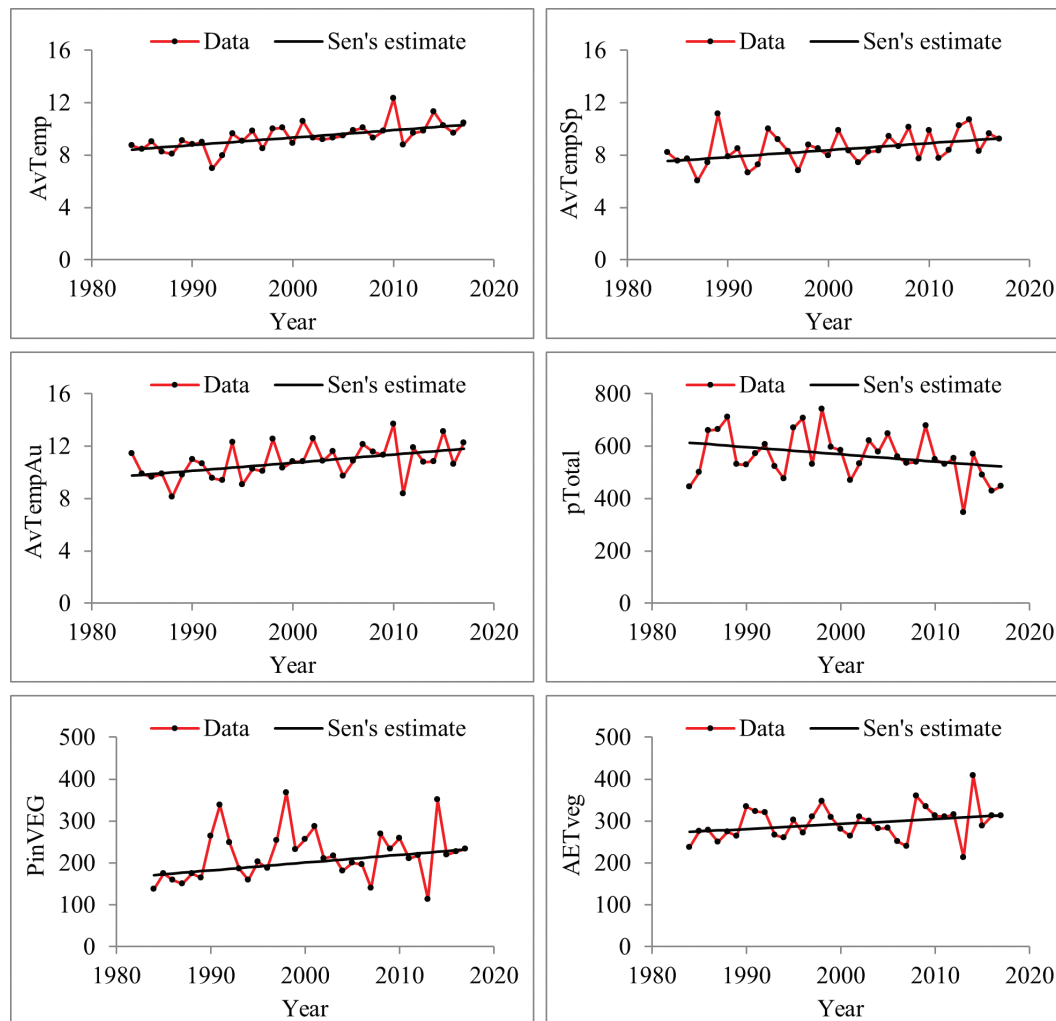 Data Sen's estimate
16
12
8
4
0
AvTemp
1980 1990 2000 2010 2020
Year
Data Sen's estimate
16
12
8
4
0
AvTempSp
1980 1990 2000 2010 2020
Year
Data Sen's estimate
16
12
8
4
0
AvTempAu
1980 1990 2000 2010 2020
Year
Data Sen's estimate
800
600
400
200
0
pTotal
1980 1990 2000 2010 2020
Year
Data Sen's estimate
500
400
300
200
100
0
PinVEG
1980 1990 2000 2010 2020
Year
Data Sen's estimate
500
400
300
200
100
0
AETveg
1980 1990 2000 2010 2020
Year